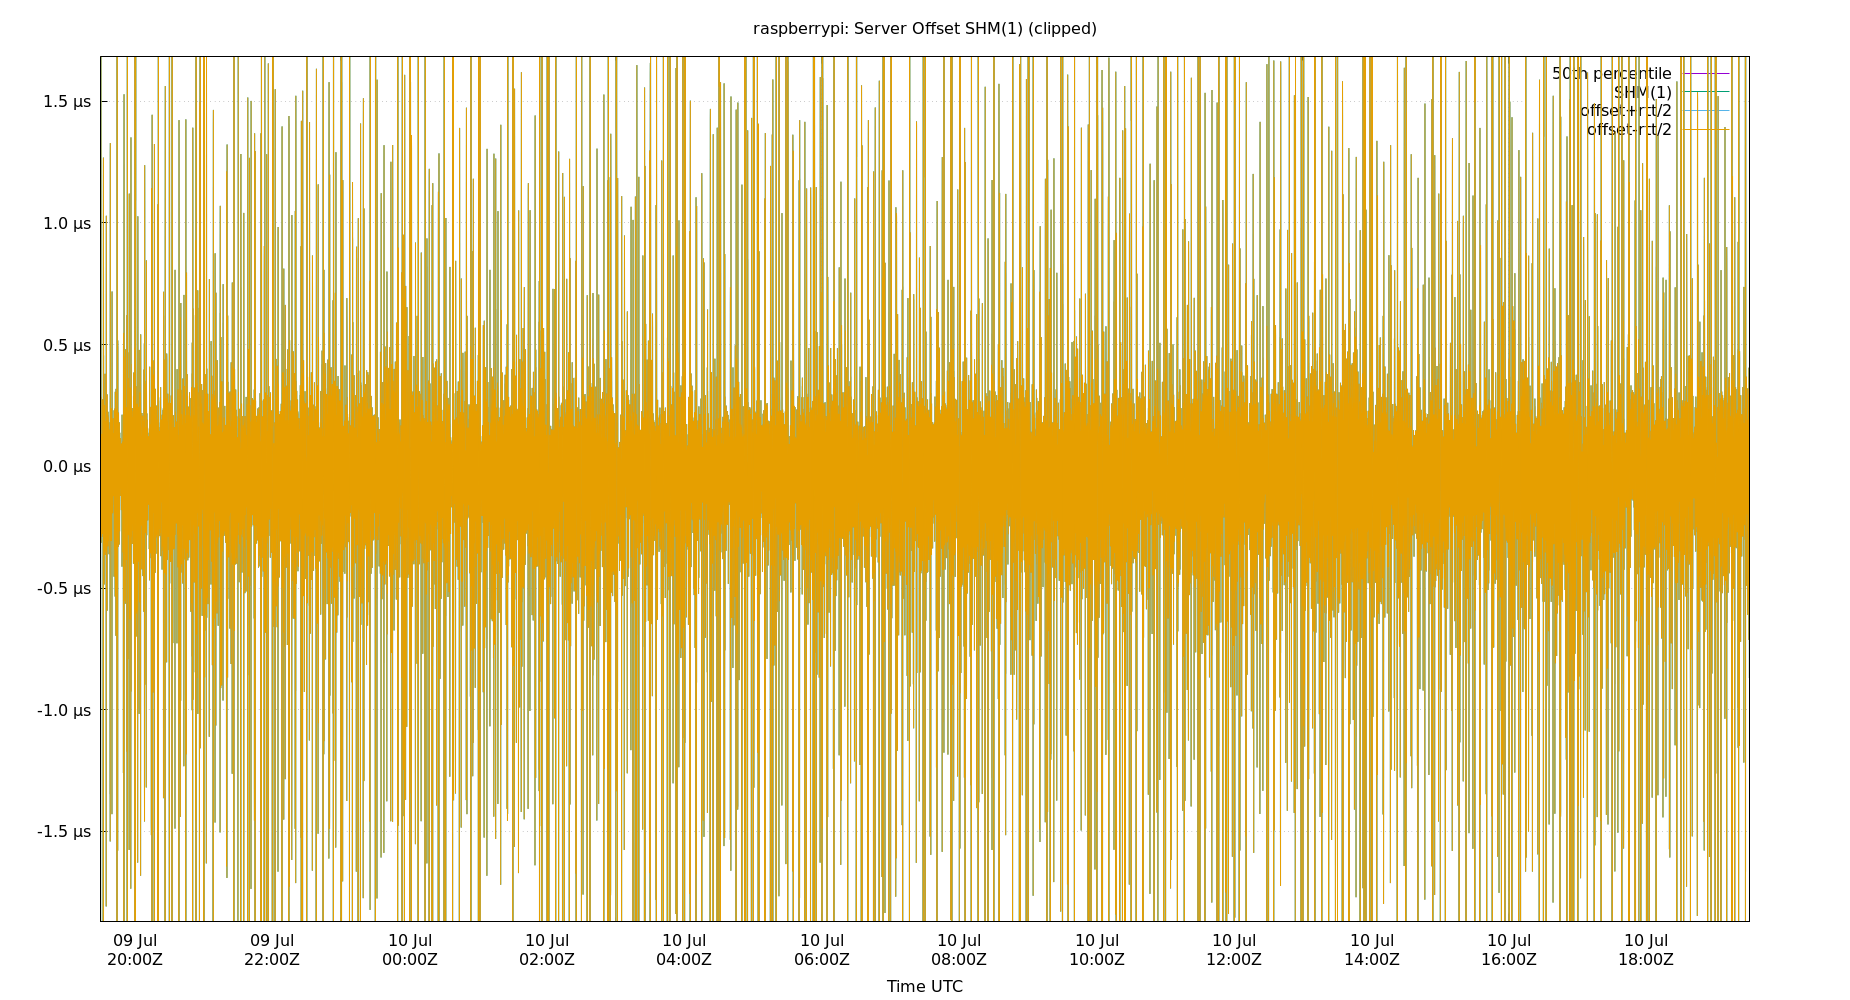 raspberrypi: Server Offset SHM(1) (clipped)
50th percentile
SHM(1)
offset+rtt/2
offset-rtt/2
1.5 µs
1.0 µs
0.5 µs
0.0 µs
-0.5 µs
-1.0 µs
-1.5 µs
09 Jul 09 Jul 10 Jul 10 Jul 10 Jul 10 Jul 10 Jul 10 Jul 10 Jul 10 Jul 10 Jul 10 Jul
20:00Z 22:00Z 00:00Z 02:00Z 04:00Z 06:00Z 08:00Z 10:00Z 12:00Z 14:00Z 16:00Z 18:00Z
Time UTC